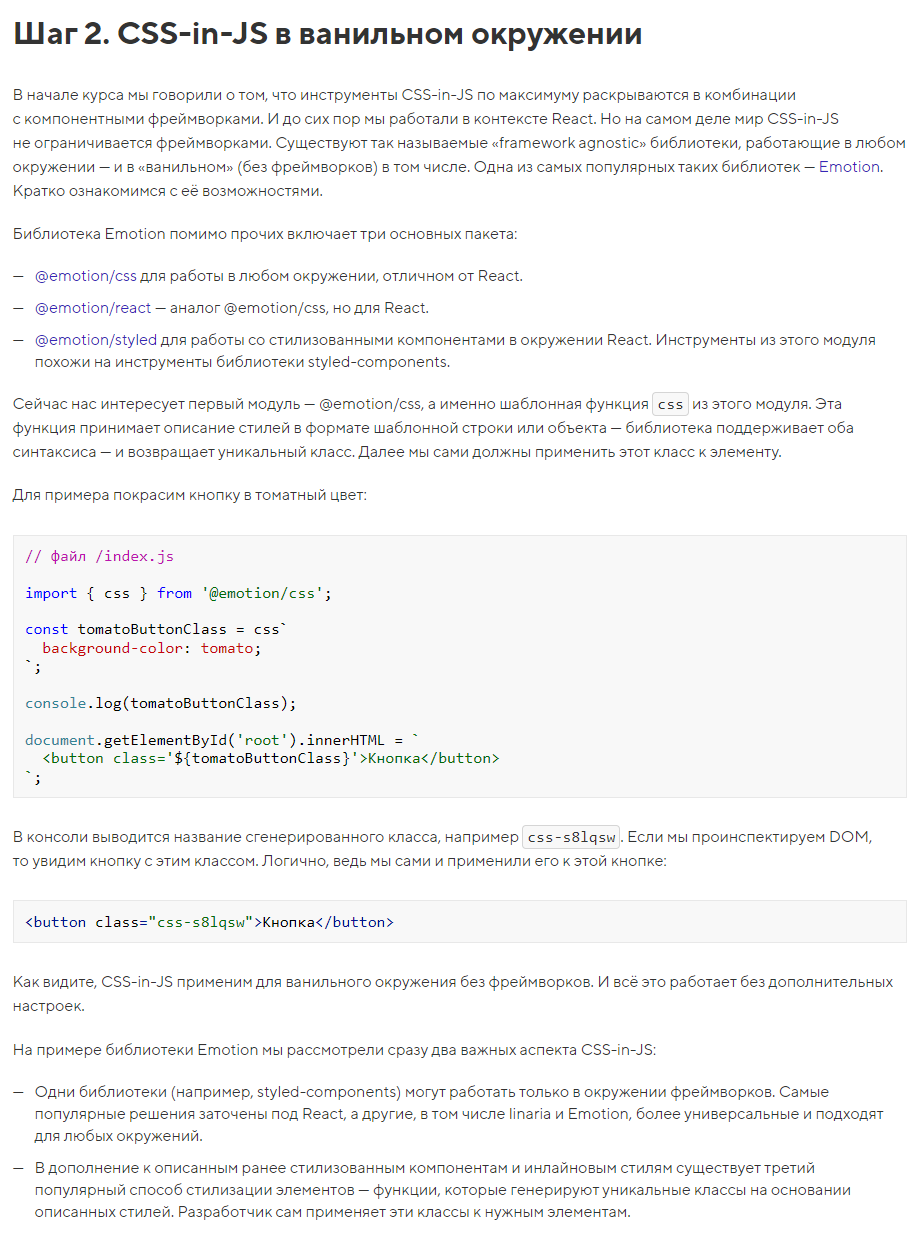 Шаг 2. CSS-in-JS в ванильном окружении
В начале курса мы говорили о том, что инструменты CSS-in-JS по максимуму раскрываются в комбинации
с компонентными фреймворками. И до сих пор мы работали в контексте React. Но на самом деле мир CSS-in-JS
не ограничивается фреймворками. Существуют так называемые «framework agnostic» библиотеки, работающие в любом
окружении — и в «ванильном» (без фреймворков) в том числе. Одна из самых популярных таких библиотек — Emotion.
Кратко ознакомимся с её возможностями.
Библиотека Emotion помимо прочих включает три основных пакета:
— @emotion/css для работы в любом окружении, отличном от React.
— @emotion/react — аналог @emotion/css, но для React.
— @emotion/styled для работы со стилизованными компонентами в окружении React. Инструменты из этого модуля
похожи на инструменты библиотеки styled-components.
Сейчас нас интересует первый модуль — @emotion/css, а именно шаблонная функция css из этого модуля. Эта
функция принимает описание стилей в формате шаблонной строки или объекта — библиотека поддерживает оба
синтаксиса — и возвращает уникальный класс. Далее мы сами должны применить этот класс к элементу.
Для примера покрасим кнопку в томатный цвет:
// файл /index.js
import { css } from '@emotion/css';
const tomatoButtonClass = css`
  background-color: tomato;
`;
console.log(tomatoButtonClass);
document.getElementById('root').innerHTML = `
  <button class='${tomatoButtonClass}'>Кнопка</button>
`;
В консоли выводится название сгенерированного класса, например css-s8lqsw. Если мы проинспектируем DOM,
то увидим кнопку с этим классом. Логично, ведь мы сами и применили его к этой кнопке:
<button class="css-s8lqsw">Кнопка</button>
Как видите, CSS-in-JS применим для ванильного окружения без фреймворков. И всё это работает без дополнительных
настроек.
На примере библиотеки Emotion мы рассмотрели сразу два важных аспекта CSS-in-JS:
— Одни библиотеки (например, styled-components) могут работать только в окружении фреймворков. Самые
популярные решения заточены под React, а другие, в том числе linaria и Emotion, более универсальные и подходят
для любых окружений.
— В дополнение к описанным ранее стилизованным компонентам и инлайновым стилям существует третий
популярный способ стилизации элементов — функции, которые генерируют уникальные классы на основании
описанных стилей. Разработчик сам применяет эти классы к нужным элементам.